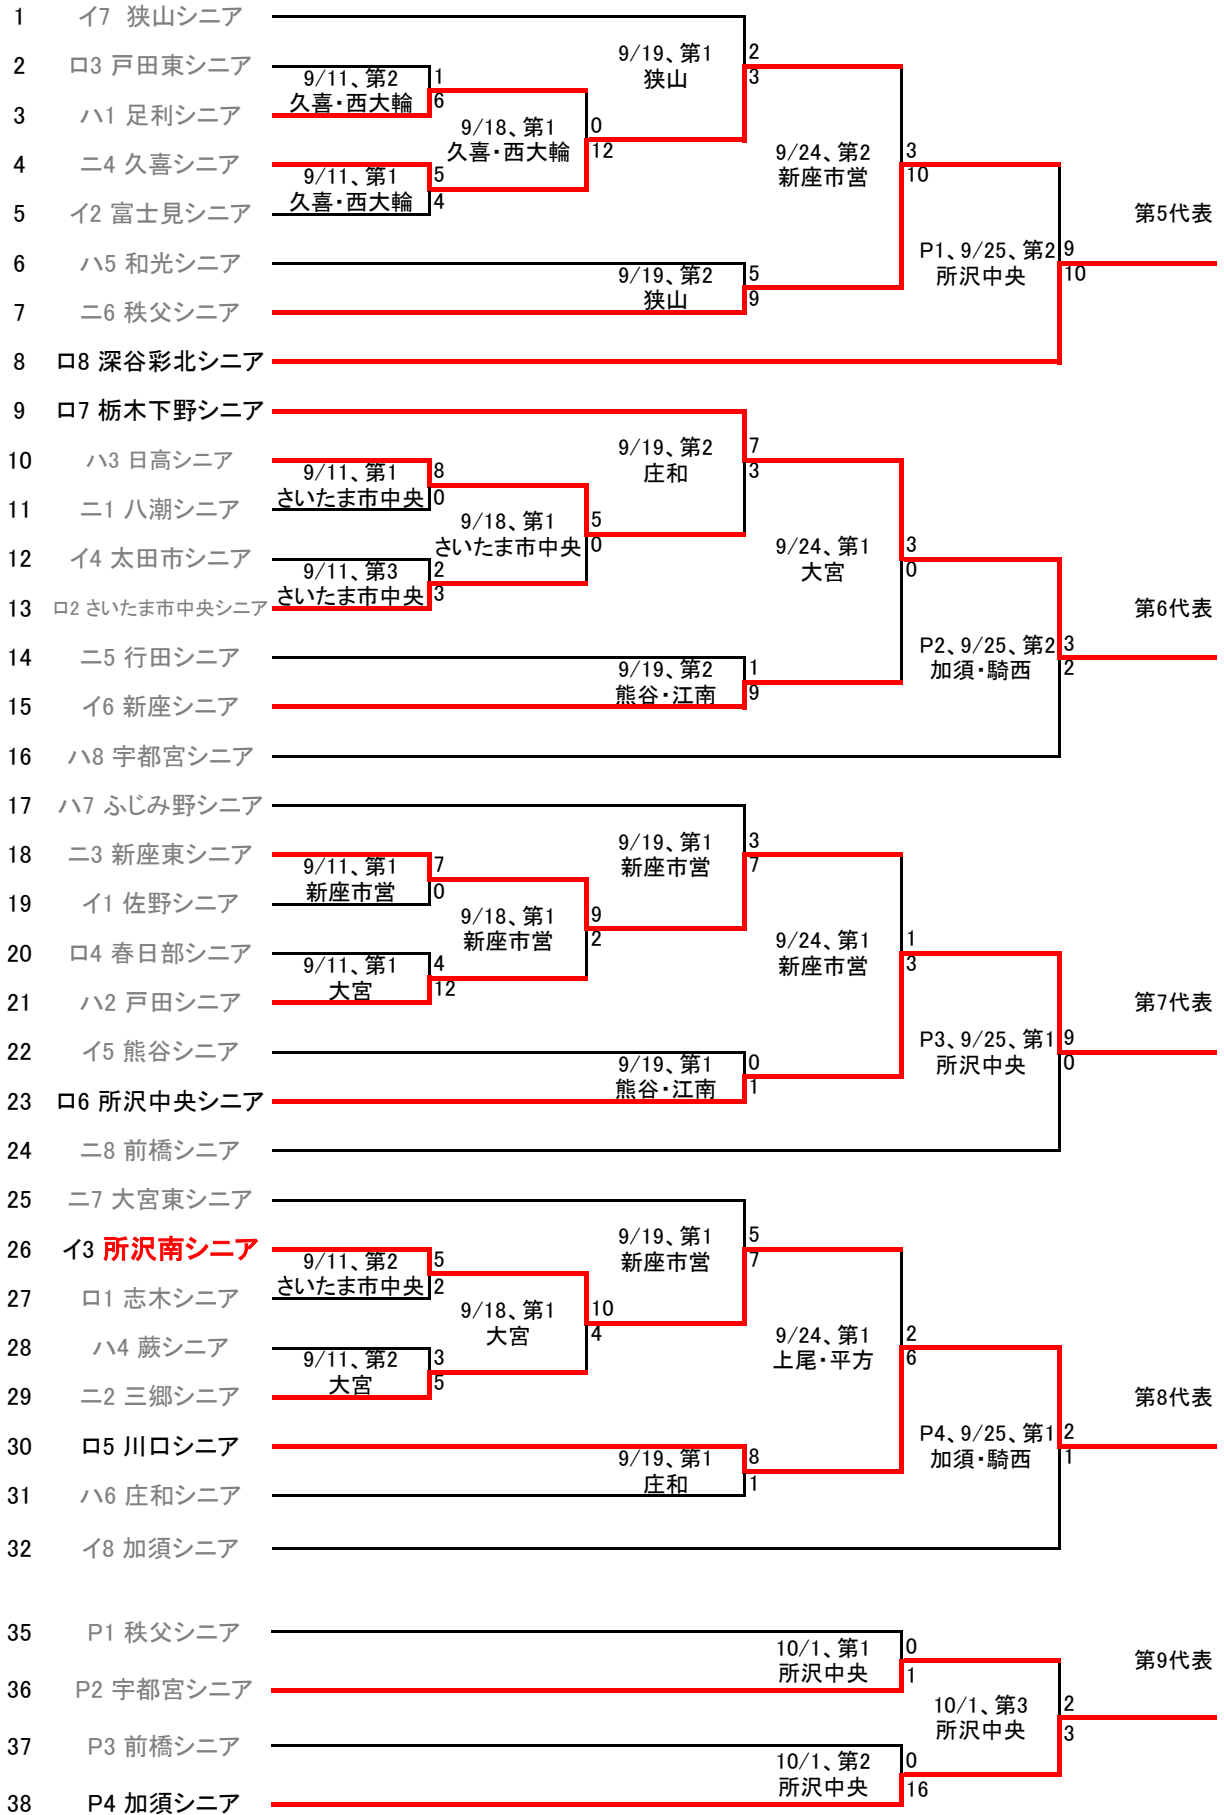 1 イ7 狭山シニア
2 ロ3 戸田東シニア
9/11、第2
久喜・西大輪
1
6
3 ハ1 足利シニア
9/18、第1
久喜・西大輪
0
12
9/19、第1
狭山
2
3
4 ニ4 久喜シニア
9/11、第1
久喜・西大輪
5
4
5 イ2 富士見シニア
9/24、第2
新座市営
3
10
6 ハ5 和光シニア
9/19、第2
狭山
5
9
7 ニ6 秩父シニア
P1、9/25、第2
所沢中央
9
10
第5代表
8 ロ8 深谷彩北シニア
9 ロ7 栃木下野シニア
9/19、第2
庄和
7
3
10 ハ3 日高シニア
9/11、第1
さいたま市中央
8
0
11 ニ1 八潮シニア
9/18、第1
さいたま市中央
5
0
12 イ4 太田市シニア
9/11、第3
さいたま市中央
2
3
13 ロ2 さいたま市中央シニア
9/24、第1
大宮
3
0
第6代表
14 ニ5 行田シニア
9/19、第2
熊谷・江南
1
9
P2、9/25、第2
加須・騎西
3
2
15 イ6 新座シニア
16 ハ8 宇都宮シニア
17 ハ7 ふじみ野シニア
9/19、第1
新座市営
3
7
18 ニ3 新座東シニア
9/11、第1
新座市営
7
0
19 イ1 佐野シニア
9/18、第1
新座市営
9
2
20 ロ4 春日部シニア
9/11、第1
大宮
4
12
21 ハ2 戸田シニア
9/24、第1
新座市営
1
3
第7代表
22 イ5 熊谷シニア
9/19、第1
熊谷・江南
0
1
P3、9/25、第1
所沢中央
9
0
23 ロ6 所沢中央シニア
24 ニ8 前橋シニア
25 ニ7 大宮東シニア
9/19、第1
新座市営
5
7
26 イ3 所沢南シニア
9/11、第2
さいたま市中央
5
2
27 ロ1 志木シニア
9/18、第1
大宮
10
4
28 ハ4 蕨シニア
9/11、第2
大宮
3
5
29 ニ2 三郷シニア
9/24、第1
上尾・平方
2
6
第8代表
30 ロ5 川口シニア
9/19、第1
庄和
8
1
P4、9/25、第1
加須・騎西
2
1
31 ハ6 庄和シニア
32 イ8 加須シニア
35 P1 秩父シニア
10/1、第1
所沢中央
0
1
第9代表
36 P2 宇都宮シニア
10/1、第3
所沢中央
2
3
37 P3 前橋シニア
10/1、第2
所沢中央
0
16
38 P4 加須シニア